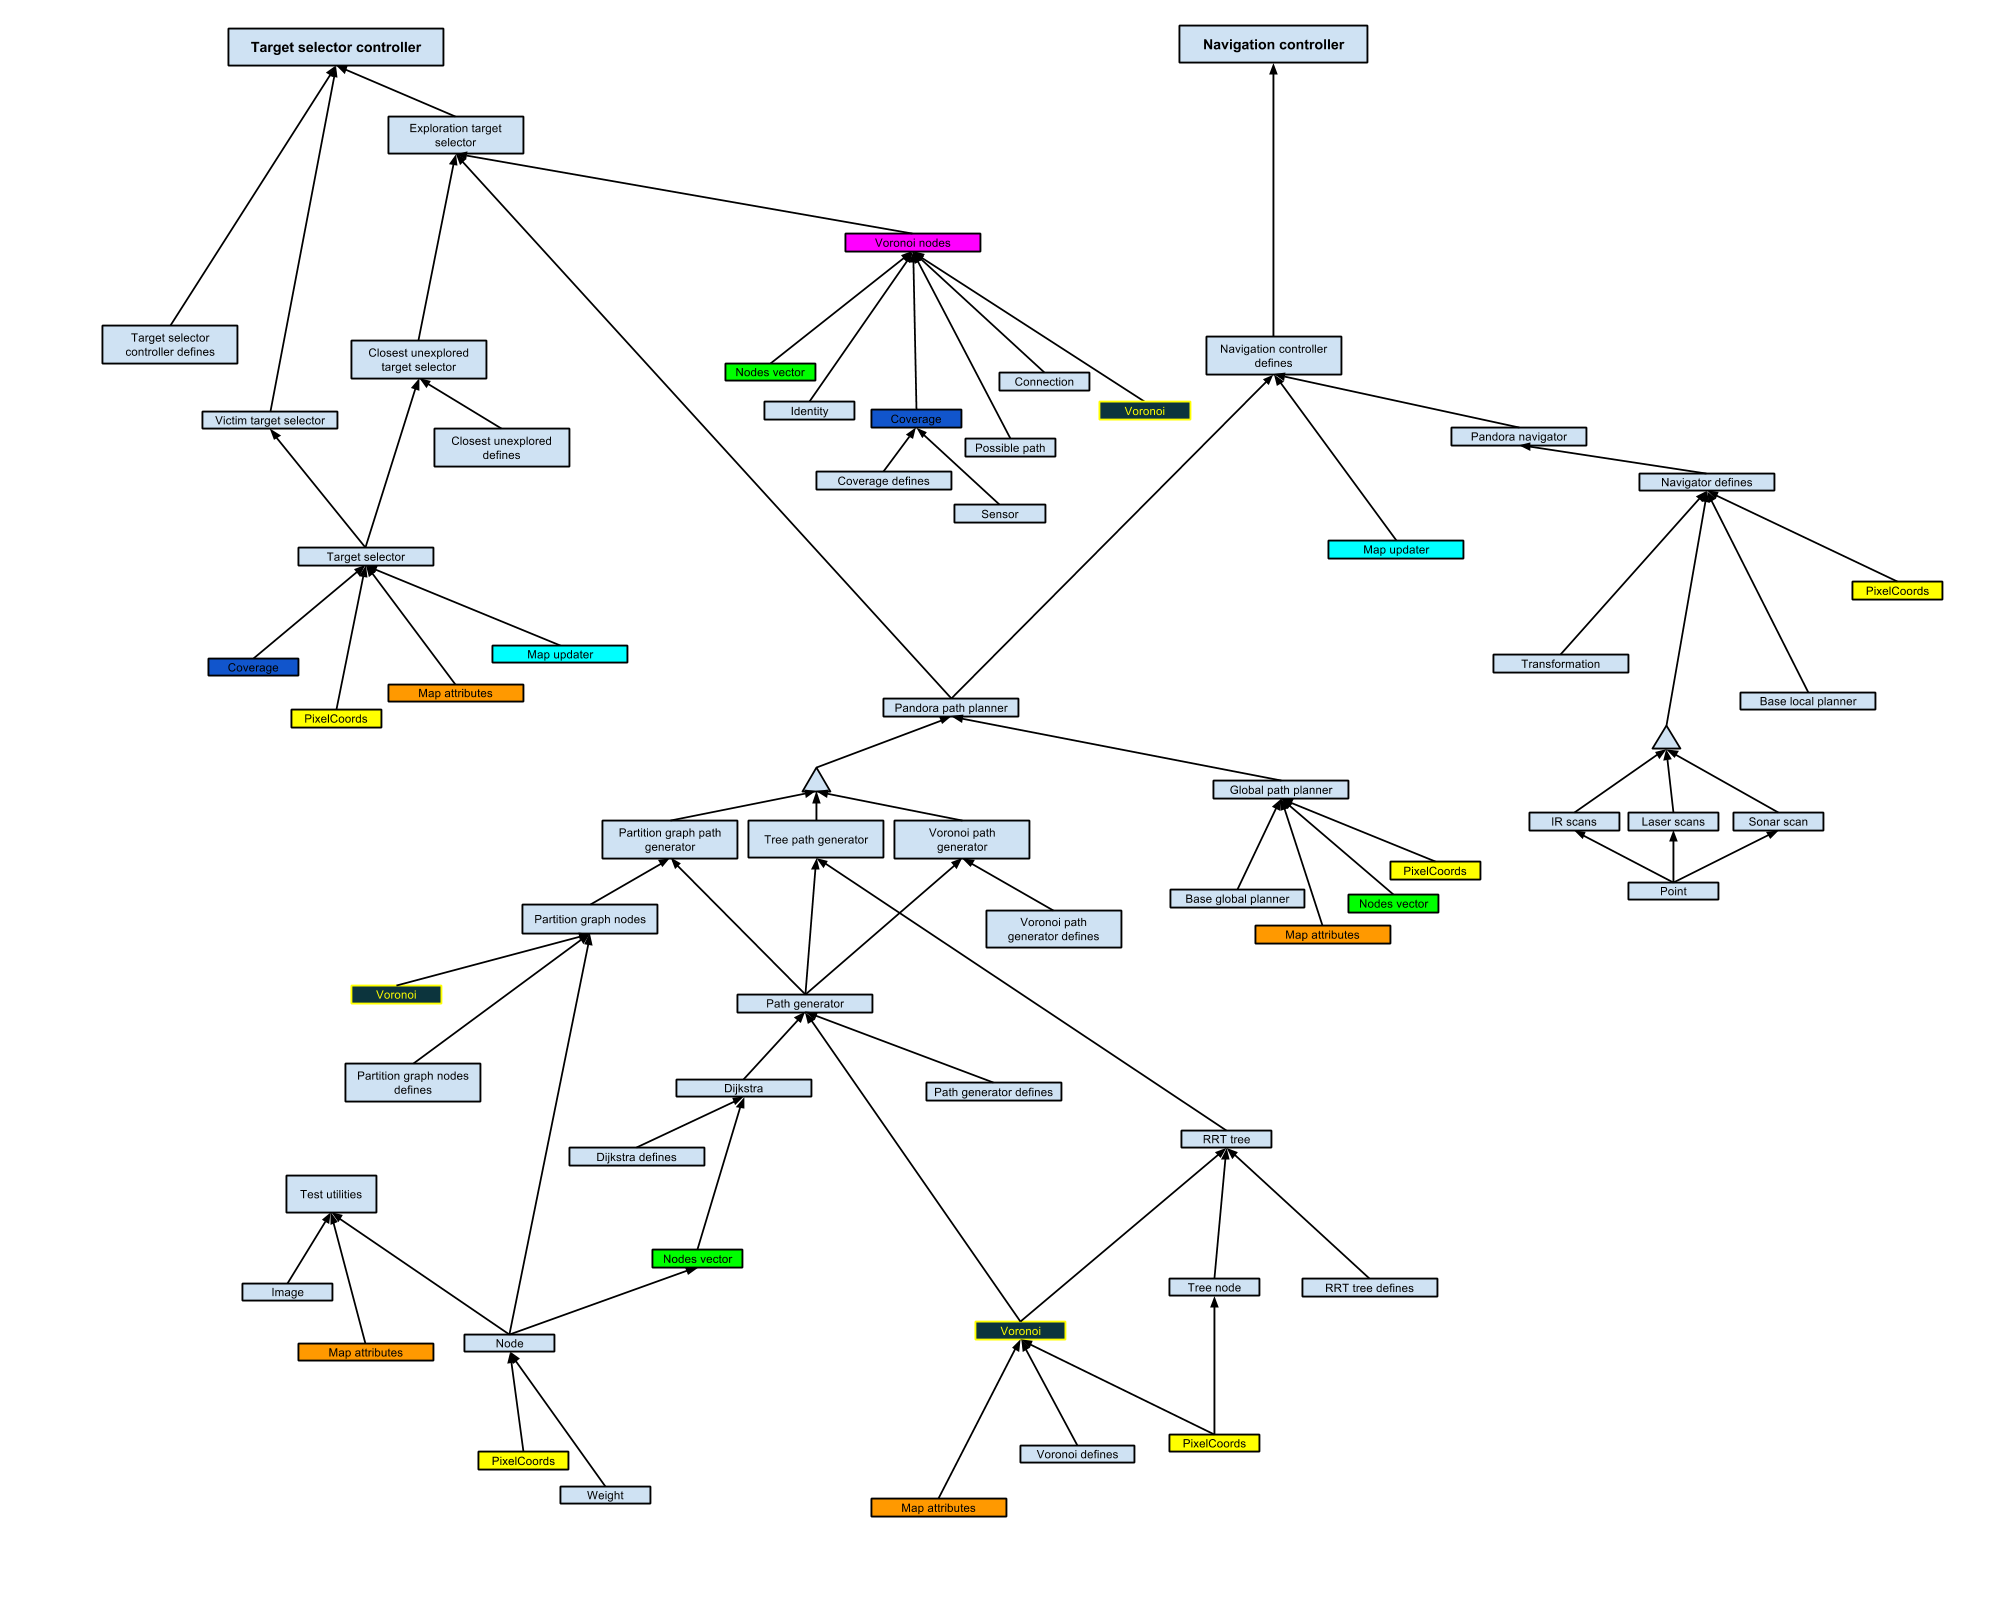 Target selector controller
Navigation controller
Exploration target
selector
Voronoi nodes
Target selector
controller defines
Closest unexplored
target selector
Navigation controller
defines
Nodes vector
Connection
Identity
Voronoi
Victim target selector
Coverage
Closest unexplored
defines
Possible path
Pandora navigator
Coverage defines
Navigator defines
Sensor
Target selector
Map updater
PixelCoords
Coverage
Map updater
Map attributes
PixelCoords
Transformation
Base local planner
Pandora path planner
Global path planner
Partition graph path
generator
Tree path generator
Voronoi path
generator
IR scans
Laser scans
Sonar scan
PixelCoords
Base global planner
Nodes vector
Point
Partition graph nodes
Voronoi path
generator defines
Map attributes
Voronoi
Path generator
Partition graph nodes
defines
Dijkstra
Path generator defines
RRT tree
Dijkstra defines
Test utilities
Nodes vector
Image
Tree node
RRT tree defines
Node
Voronoi
Map attributes
PixelCoords
Voronoi defines
PixelCoords
Weight
Map attributes